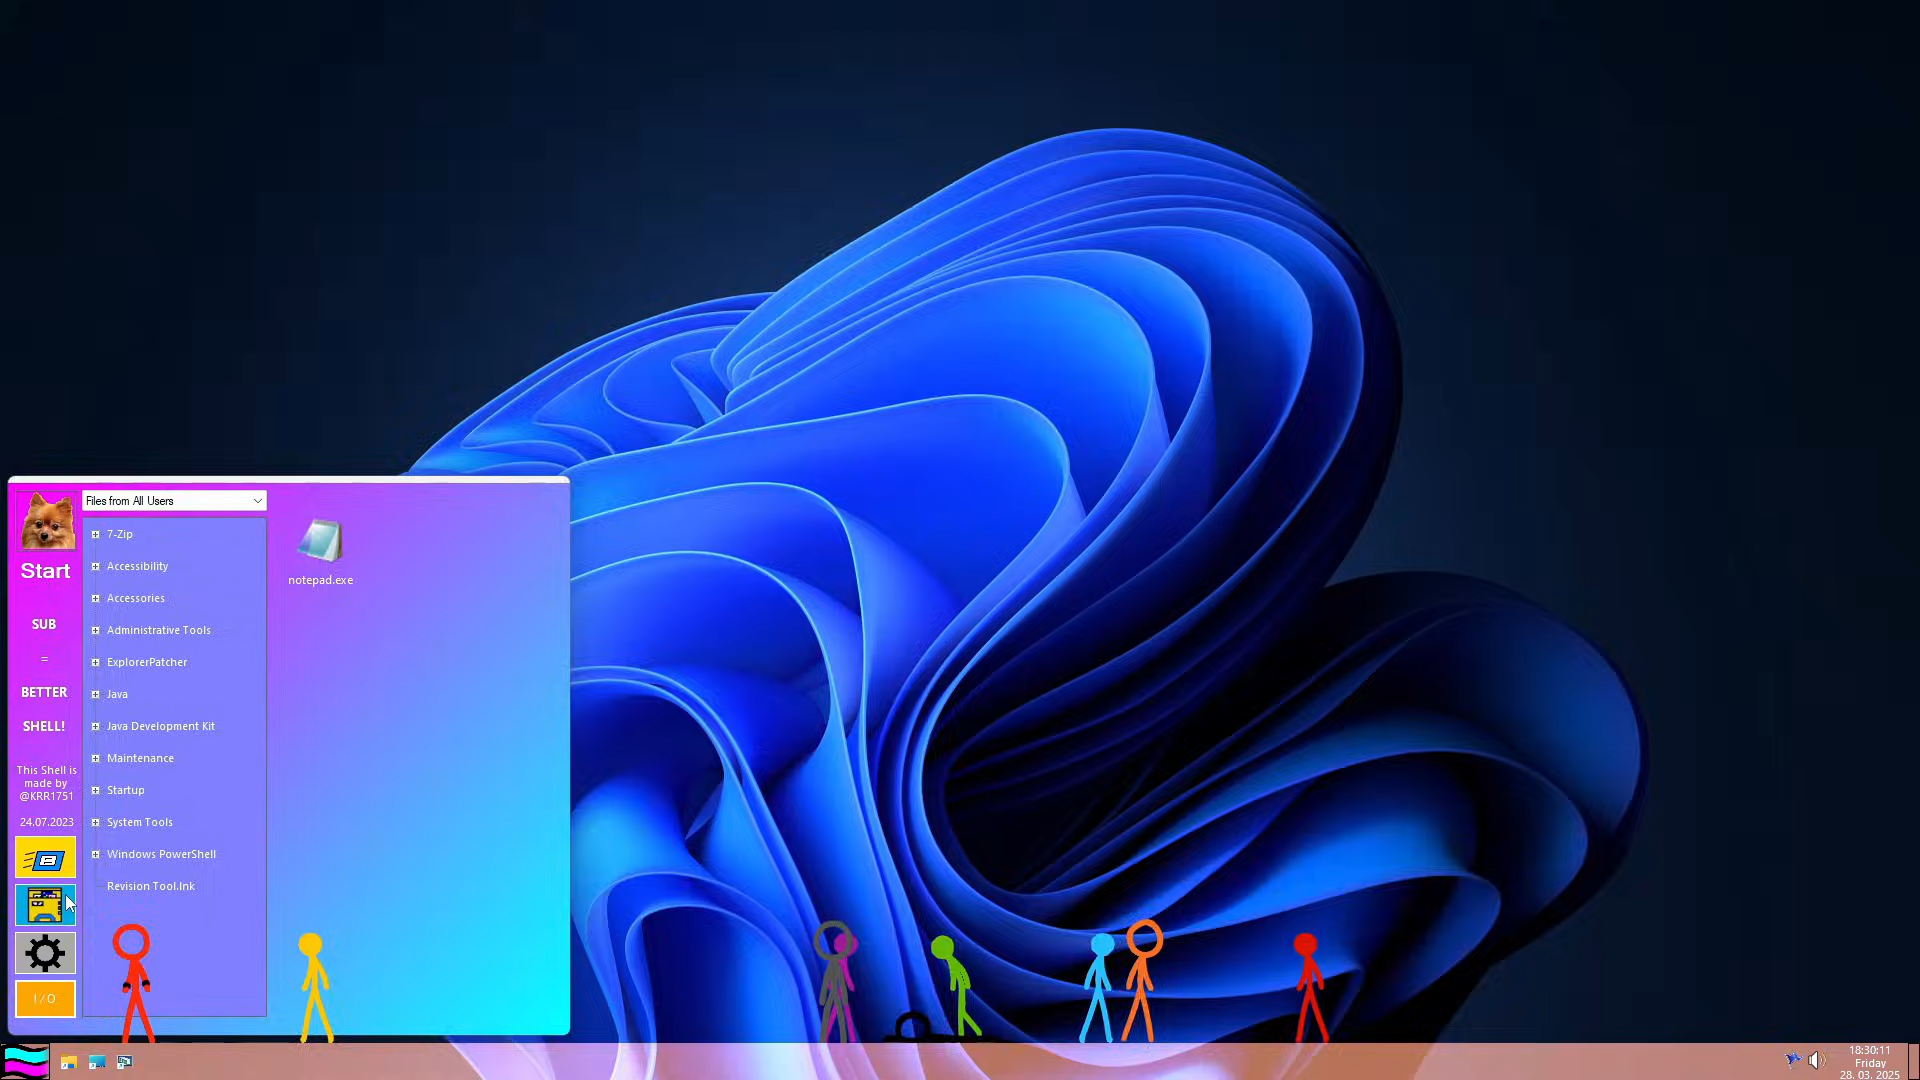 Files from All Users
Start
SUB
=
BETTER
SHELL!
This Shell is
made by
@KRR1751
24.07.2023
B
I / O
7-Zip
Accessibility
Accessories
Administrative Tools
ExplorerPatcher
Java
Java Development Kit
Maintenance
Startup
System Tools
Windows PowerShell
Revision Tool.lnk
notepad.exe
18:30:11
Friday
28. 03. 2025